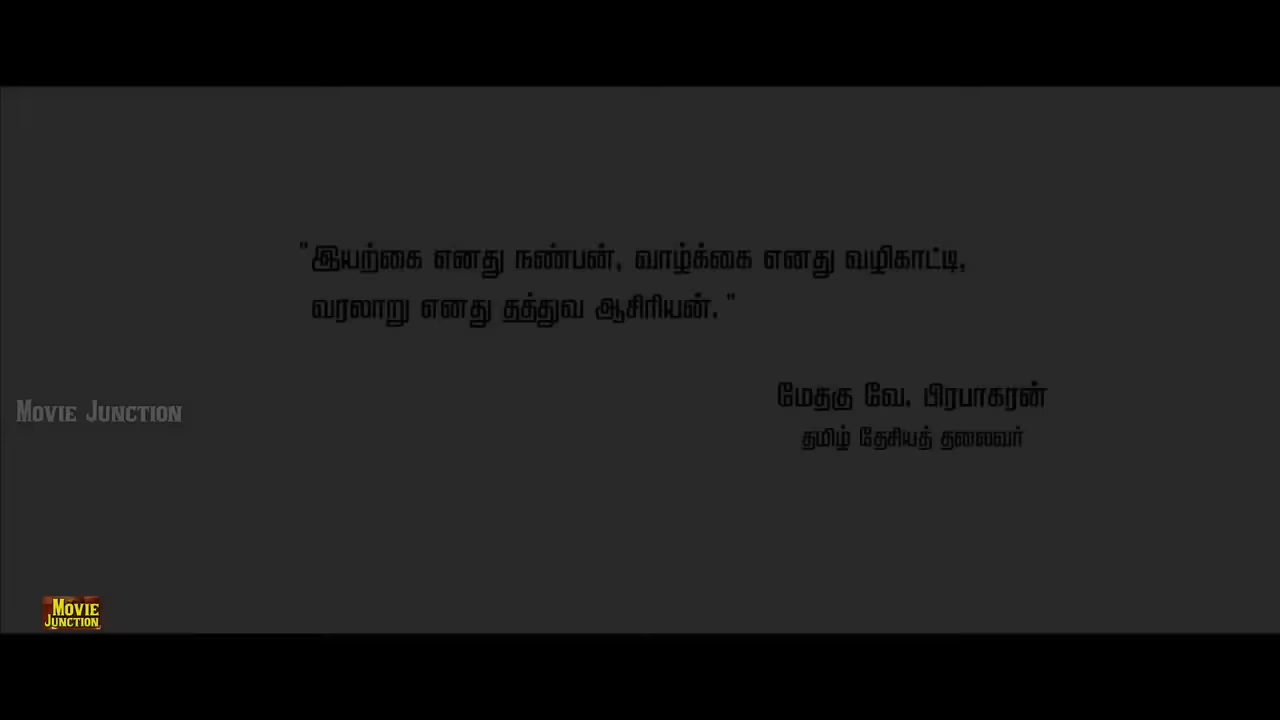 "இயற்கை எனது நண்பன், வாழ்க்கை எனது வழிகாட்டி,
வரலாறு எனது தத்துவ ஆசிரியன்."
மேதகு வே. பிரபாகரன்
தமிழ் தேசியத் தலைவர்
MOVIE JUNCTION
MOVIE
JUNCTION